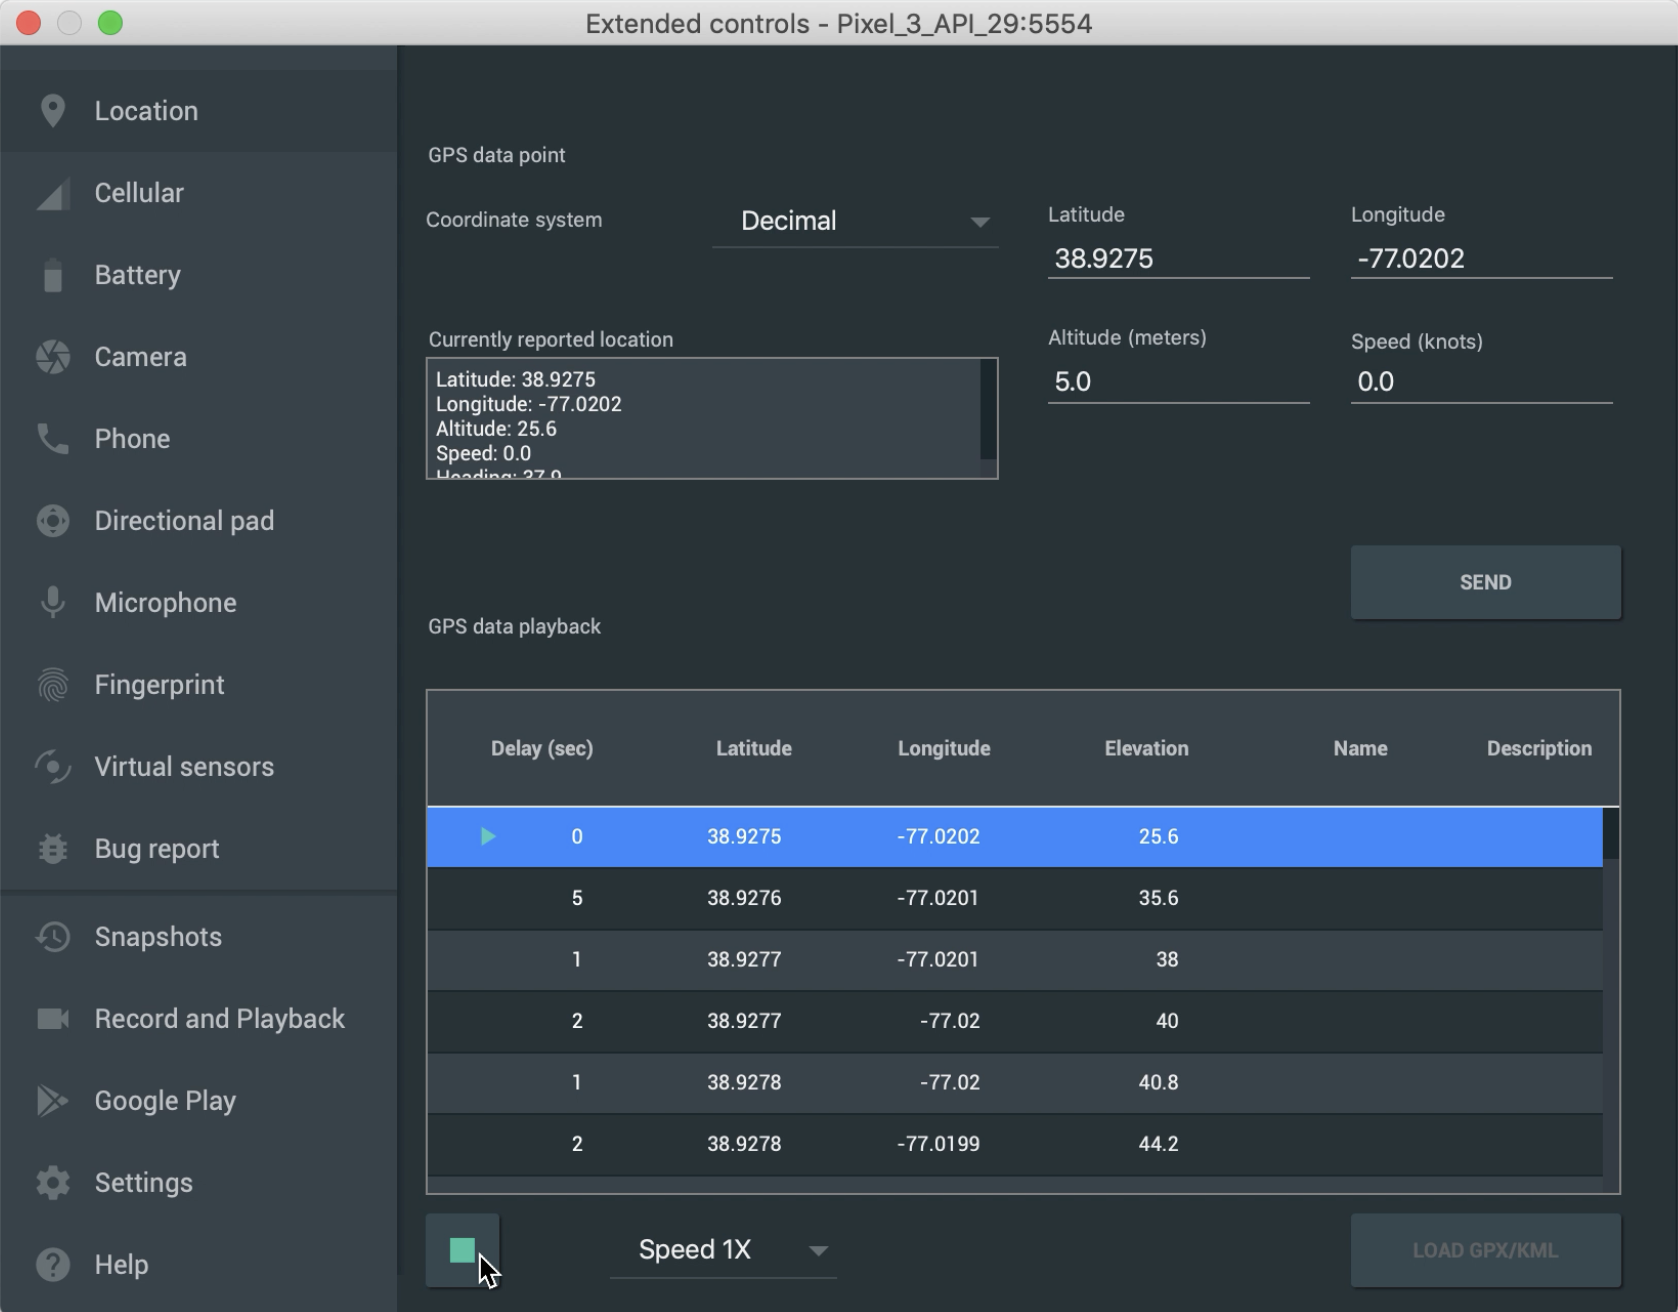 Extended controls - Pixel_3_API_29:5554
Location
Cellular
Battery
Camera
Phone
Directional pad
Microphone
Fingerprint
Virtual sensors
Bug report
Snapshots
Record and Playback
Google Play
Settings
Help
GPS data point
Coordinate system
Decimal
Latitude
38.9275
Longitude
-77.0202
Currently reported location
Latitude: 38.9275
Longitude: -77.0202
Altitude: 25.6
Speed: 0.0
Heading: 37.9
Altitude (meters)
5.0
Speed (knots)
0.0
SEND
GPS data playback
Delay (sec) Latitude Longitude Elevation Name Description
0 38.9275 -77.0202 25.6
5 38.9276 -77.0201 35.6
1 38.9277 -77.0201 38
2 38.9277 -77.02 40
1 38.9278 -77.02 40.8
2 38.9278 -77.0199 44.2
Speed 1X
LOAD GPX/KML